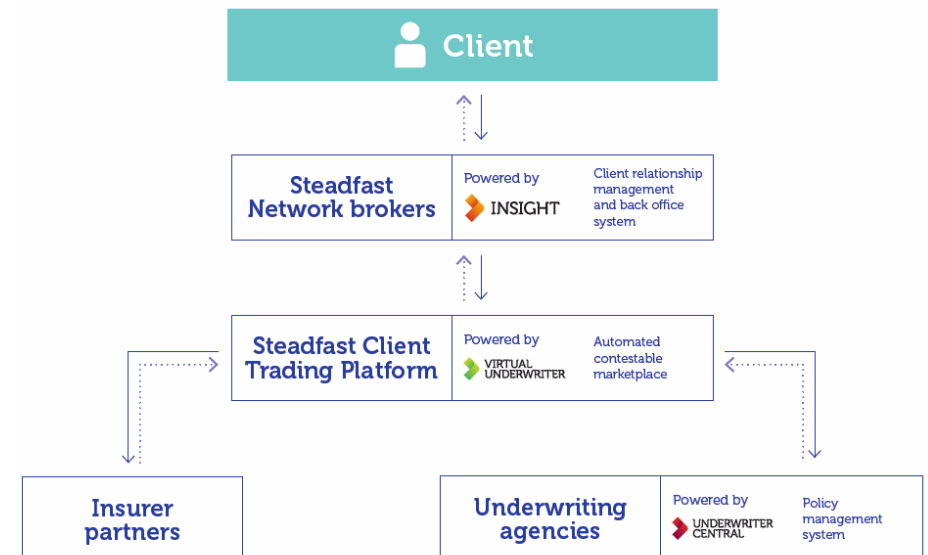 Client
Steadfast
Network brokers
Powered by
INSIGHT
Client relationship
management
and back office
system
Steadfast Client
Trading Platform
Powered by
VIRTUAL
UNDERWRITER
Automated
contestable
marketplace
Insurer
partners
Underwriting
agencies
Powered by
UNDERWRITER
CENTRAL
Policy
management
system